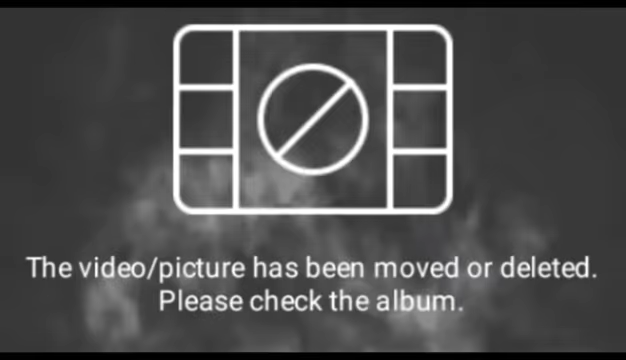 The video/picture has been moved or deleted.
Please check the album.